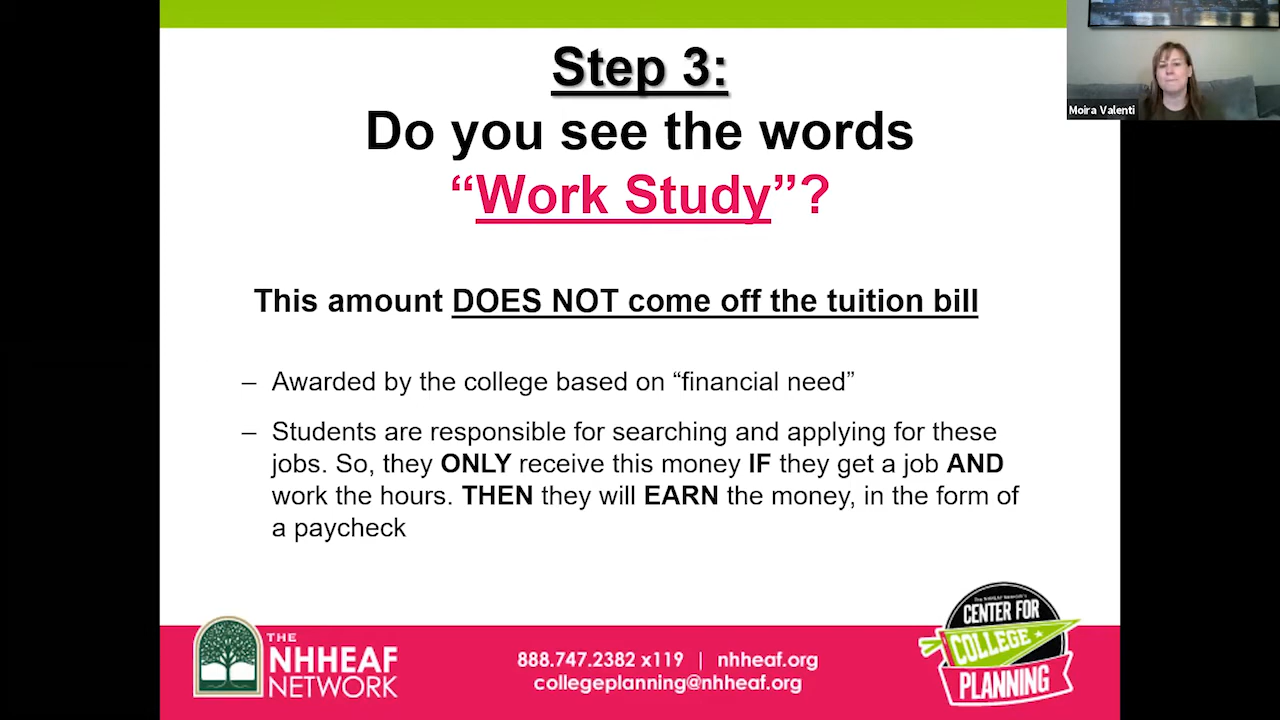 Step 3:
Do you see the words
“Work Study”?
Moira Valenti
This amount DOES NOT come off the tuition bill
– Awarded by the college based on “financial need”
– Students are responsible for searching and applying for these
jobs. So, they ONLY receive this money IF they get a job AND
work the hours. THEN they will EARN the money, in the form of
a paycheck
THE
NHHEAF
NETWORK
888.747.2382 x119 | nhheaf.org
collegeplanning@nhheaf.org
The NHHEAF Network's
CENTER FOR
COLLEGE
PLANNING